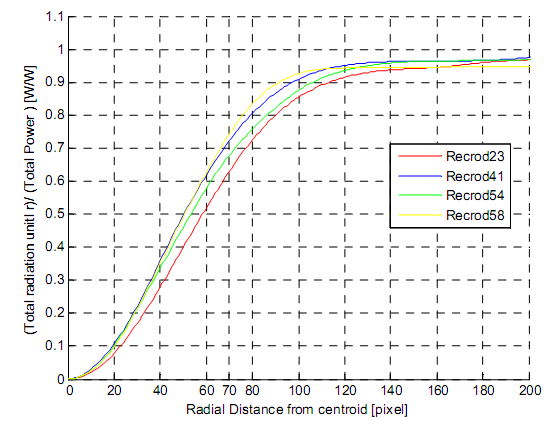 1.1
1
0.9
0.8
0.7
0.6
0.5
0.4
0.3
0.2
0.1
0
(Total radiation until r)/ (Total Power ) [W/W]
Recrod23
Recrod41
Recrod54
Recrod58
0 20 40 60 70 80 100 120 140 160 180 200
Radial Distance from centroid [pixel]